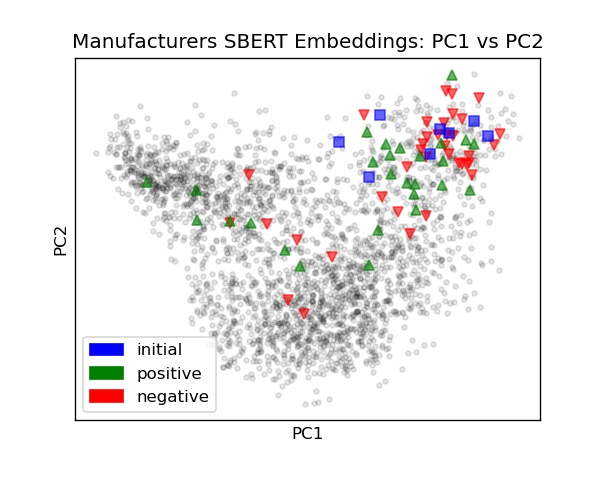 Manufacturers SBERT Embeddings: PC1 vs PC2
PC2
initial
positive
negative
PC1